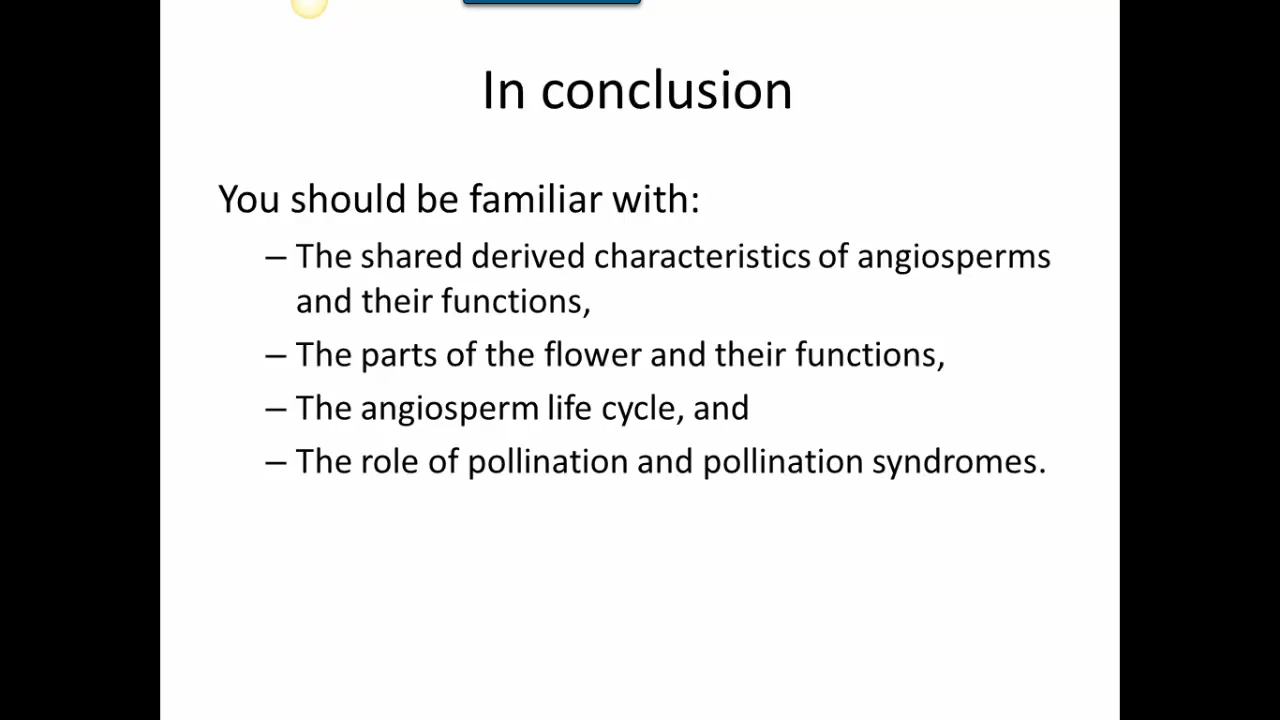 In conclusion
You should be familiar with:
– The shared derived characteristics of angiosperms
and their functions,
– The parts of the flower and their functions,
– The angiosperm life cycle, and
– The role of pollination and pollination syndromes.